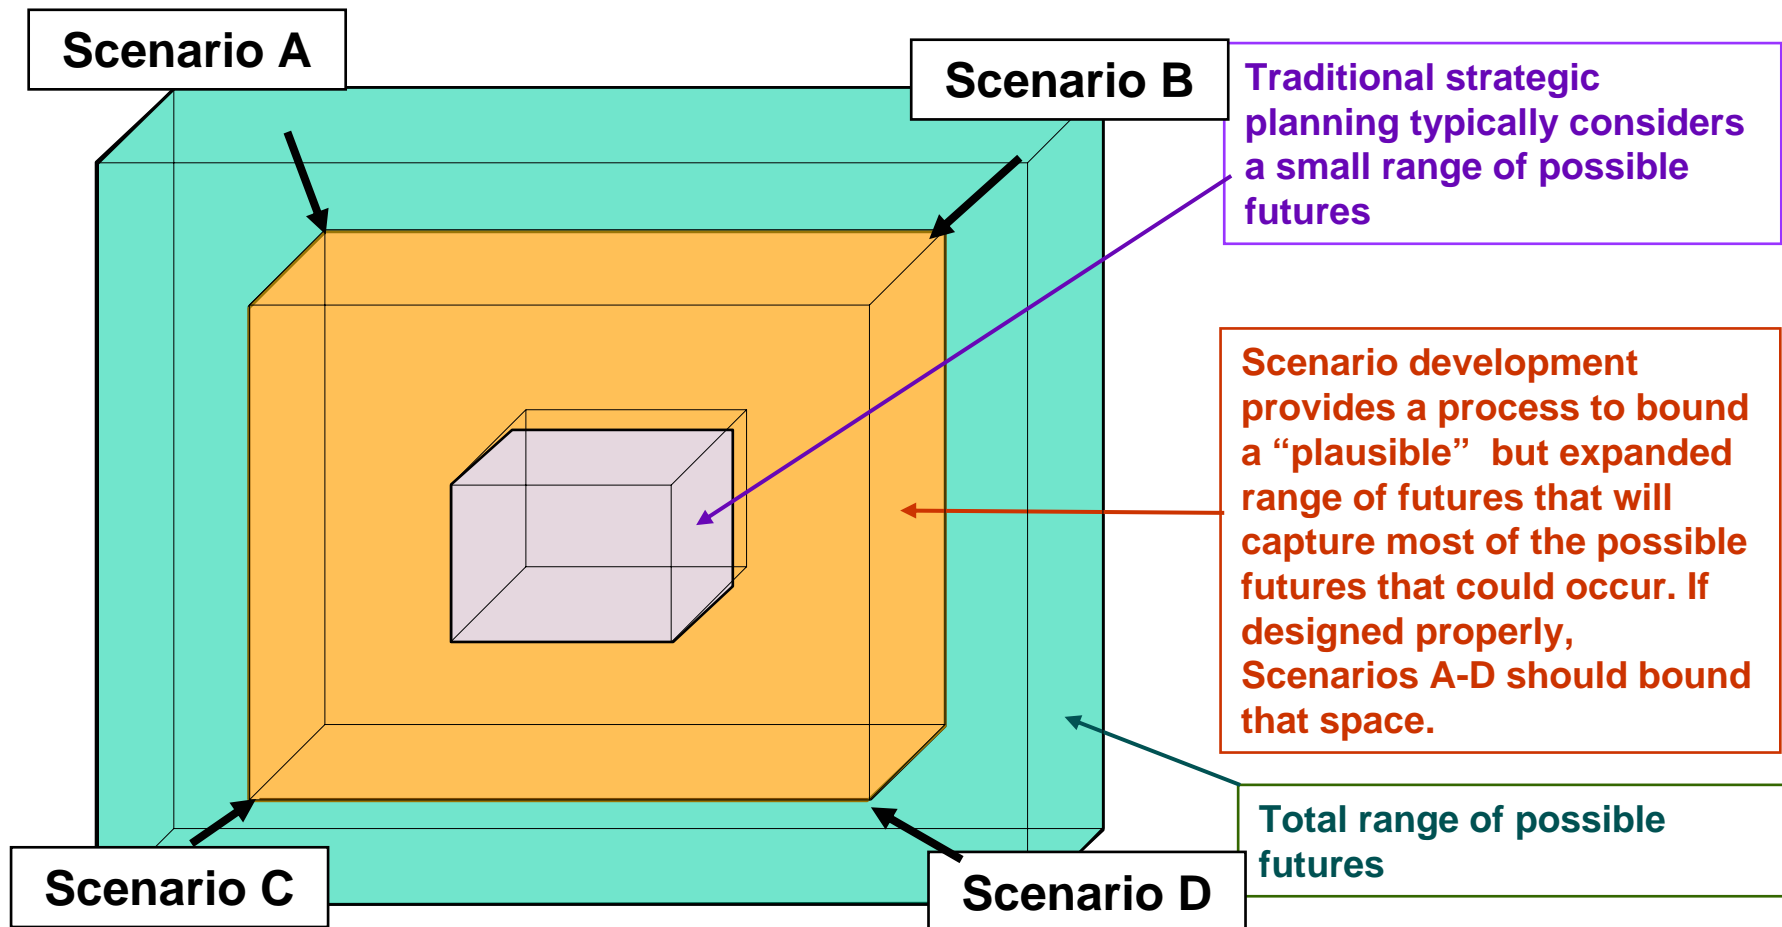 Scenario A
Scenario B
Traditional strategic
planning typically considers
a small range of possible
futures
Scenario development
provides a process to bound
a “plausible”  but expanded
range of futures that will
capture most of the possible
futures that could occur. If
designed properly,
Scenarios A-D should bound
that space.
Total range of possible
futures
Scenario C
Scenario D